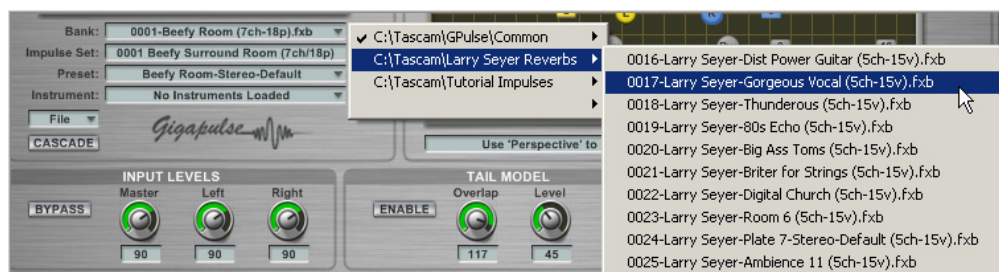 Bank: 0001-Beefy Room (7ch-18p).fxb
Impulse Set: 0001 Beefy Surround Room (7ch/18p)
Preset: Beefy Room-Stereo-Default
Instrument: No Instruments Loaded
File
CASCADE
Gigapulse
C:\Tascam\GPulse\Common
C:\Tascam\Larry Seyer Reverbs
C:\Tascam\Tutorial Impulses
0016-Larry Seyer-Dist Power Guitar (5ch-15v).fxb
0017-Larry Seyer-Gorgeous Vocal (5ch-15v).fxb
0018-Larry Seyer-Thunderous (5ch-15v).fxb
0019-Larry Seyer-80s Echo (5ch-15v).fxb
0020-Larry Seyer-Big Ass Toms (5ch-15v).fxb
0021-Larry Seyer-Briter for Strings (5ch-15v).fxb
0022-Larry Seyer-Digital Church (5ch-15v).fxb
0023-Larry Seyer-Room 6 (5ch-15v).fxb
0024-Larry Seyer-Plate 7-Stereo-Default (5ch-15v).fxb
0025-Larry Seyer-Ambience 11 (5ch-15v).fxb
Use 'Perspective' to
INPUT LEVELS
Master Left Right
BYPASS
90 90 90
TAIL MODEL
Overlap Level
ENABLE
117 45